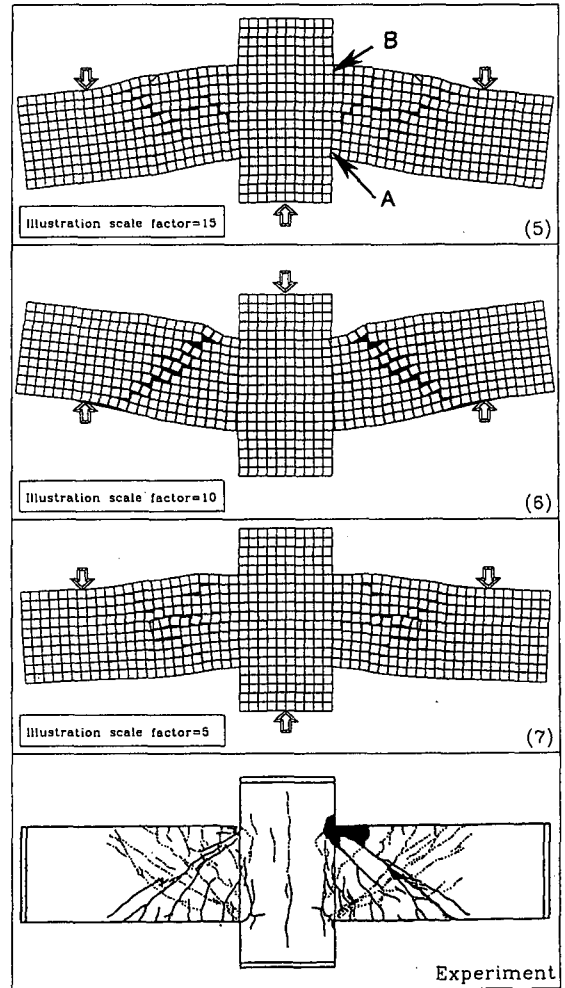 B
A
Illustration scale factor=15
(5)
Illustration scale factor=10
(6)
Illustration scale factor=5
(7)
Experiment